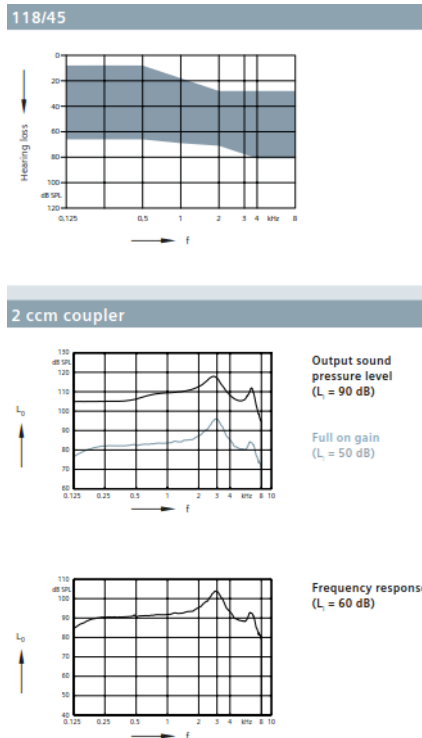 118/45
0
20
40
60
80
100
dB SPL
120
Hearing loss
0,125 0,5 1 2 3 4 kHz 8
f
2 ccm coupler
130
dB SPL
120
110
100
90
80
70
60
L₀
0.125 0.25 0.5 1 2 3 4 kHz 8 10
f
Output sound
pressure level
(Lᵢ = 90 dB)
Full on gain
(Lᵢ = 50 dB)
110
dB SPL
100
90
80
70
60
50
40
L₀
0.125 0.25 0.5 1 2 3 4 kHz 8 10
f
Frequency response
(Lᵢ = 60 dB)